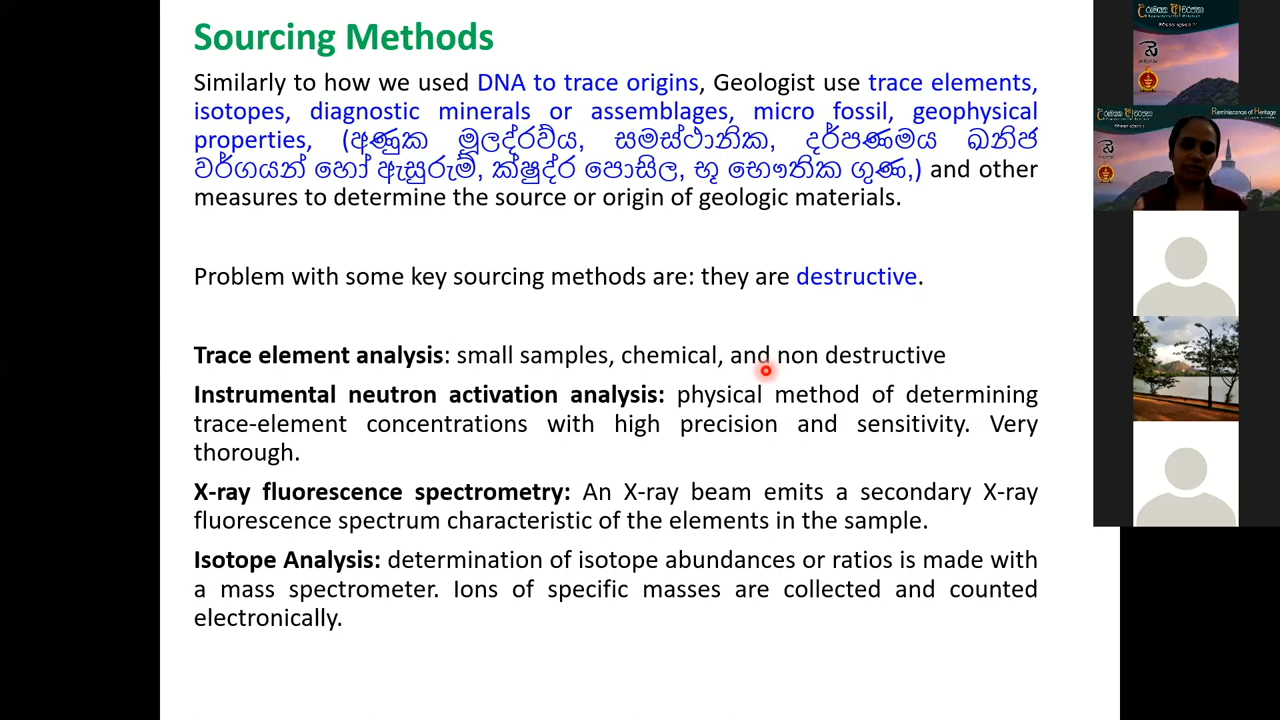 Sourcing Methods
Similarly to how we used DNA to trace origins, Geologist use trace elements,
isotopes, diagnostic minerals or assemblages, micro fossil, geophysical
properties, (අණුක මූලද්රව්ය, සමස්ථානික, දර්පණමය ඛනිජ
වර්ගයන් හෝ ඇසුරුම්, ක්ෂුද්ර පොසිල, භූ භෞතික ගුණ,) and other
measures to determine the source or origin of geologic materials.
Problem with some key sourcing methods are: they are destructive.
Trace element analysis: small samples, chemical, and non destructive
Instrumental neutron activation analysis: physical method of determining
trace-element concentrations with high precision and sensitivity. Very
thorough.
X-ray fluorescence spectrometry: An X-ray beam emits a secondary X-ray
fluorescence spectrum characteristic of the elements in the sample.
Isotope Analysis: determination of isotope abundances or ratios is made with
a mass spectrometer. Ions of specific masses are collected and counted
electronically.
Reminiscence of Heritage